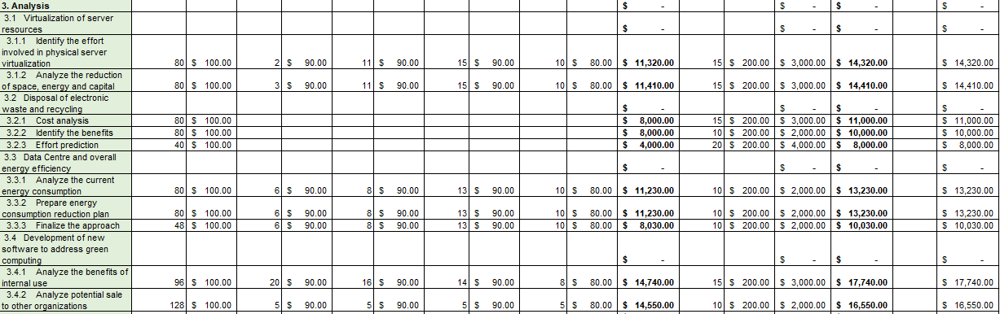 3. Analysis $ - $ - $ - $ -
3.1 Virtualization of server
resources $ - $ - $ - $ -
3.1.1 Identify the effort
involved in physical server
virtualization 80 $ 100.00 2 $ 90.00 11 $ 90.00 15 $ 90.00 10 $ 80.00 $ 11,320.00 15 $ 200.00 $ 3,000.00 $ 14,320.00 $ 14,320.00
3.1.2 Analyze the reduction
of space, energy and capital 80 $ 100.00 3 $ 90.00 11 $ 90.00 15 $ 90.00 10 $ 80.00 $ 11,410.00 15 $ 200.00 $ 3,000.00 $ 14,410.00 $ 14,410.00
3.2 Disposal of electronic
waste and recycling $ - $ - $ - $ -
3.2.1 Cost analysis 80 $ 100.00 $ 8,000.00 15 $ 200.00 $ 3,000.00 $ 11,000.00 $ 11,000.00
3.2.2 Identify the benefits 80 $ 100.00 $ 8,000.00 10 $ 200.00 $ 2,000.00 $ 10,000.00 $ 10,000.00
3.2.3 Effort prediction 40 $ 100.00 $ 4,000.00 20 $ 200.00 $ 4,000.00 $ 8,000.00 $ 8,000.00
3.3 Data Centre and overall
energy efficiency $ - $ - $ - $ -
3.3.1 Analyze the current
energy consumption 80 $ 100.00 6 $ 90.00 8 $ 90.00 13 $ 90.00 10 $ 80.00 $ 11,230.00 10 $ 200.00 $ 2,000.00 $ 13,230.00 $ 13,230.00
3.3.2 Prepare energy
consumption reduction plan 80 $ 100.00 6 $ 90.00 8 $ 90.00 13 $ 90.00 10 $ 80.00 $ 11,230.00 10 $ 200.00 $ 2,000.00 $ 13,230.00 $ 13,230.00
3.3.3 Finalize the approach 48 $ 100.00 6 $ 90.00 8 $ 90.00 13 $ 90.00 10 $ 80.00 $ 8,030.00 10 $ 200.00 $ 2,000.00 $ 10,030.00 $ 10,030.00
3.4 Development of new
software to address green
computing $ - $ - $ - $ -
3.4.1 Analyze the benefits of
internal use 96 $ 100.00 20 $ 90.00 16 $ 90.00 14 $ 90.00 8 $ 80.00 $ 14,740.00 15 $ 200.00 $ 3,000.00 $ 17,740.00 $ 17,740.00
3.4.2 Analyze potential sale
to other organizations 128 $ 100.00 5 $ 90.00 5 $ 90.00 5 $ 90.00 5 $ 80.00 $ 14,550.00 10 $ 200.00 $ 2,000.00 $ 16,550.00 $ 16,550.00